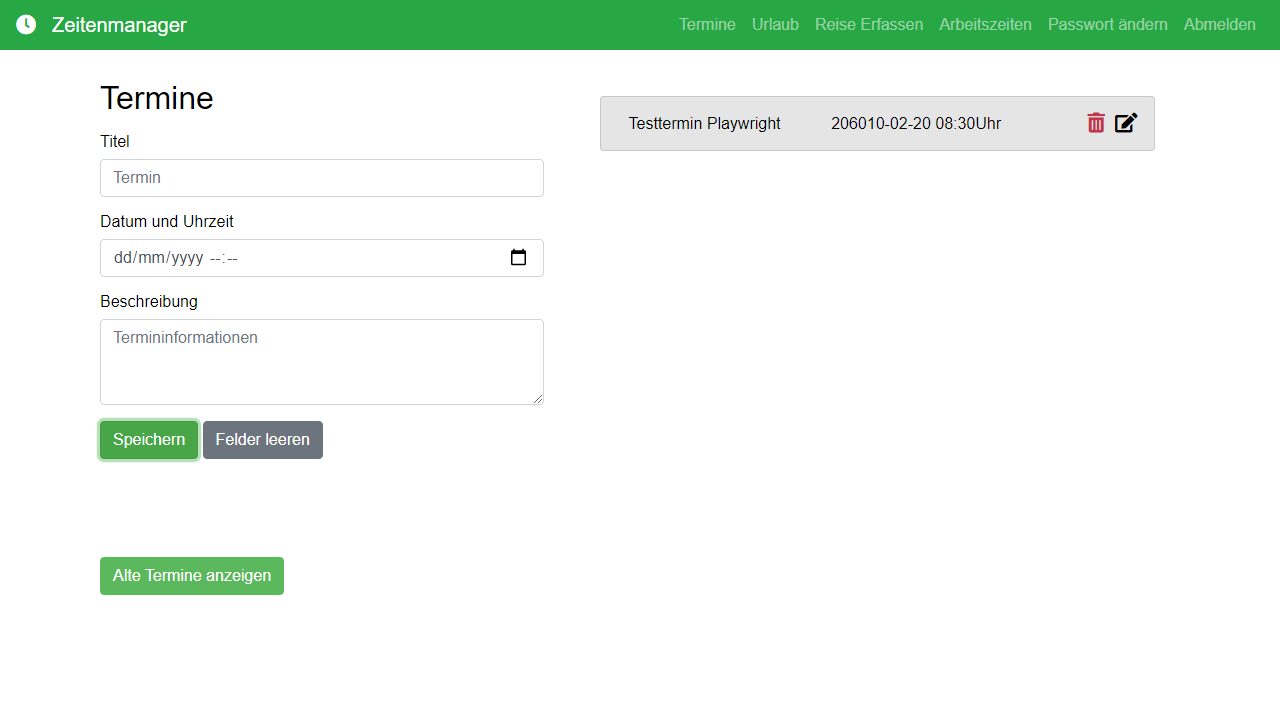 Zeitenmanager Termine Urlaub Reise Erfassen Arbeitszeiten Passwort ändern Abmelden
Termine
Titel
Termin
Datum und Uhrzeit
dd/mm/yyyy --:--
Beschreibung
Termininformationen
Speichern Felder leeren
Alte Termine anzeigen
Testtermin Playwright 206010-02-20 08:30Uhr